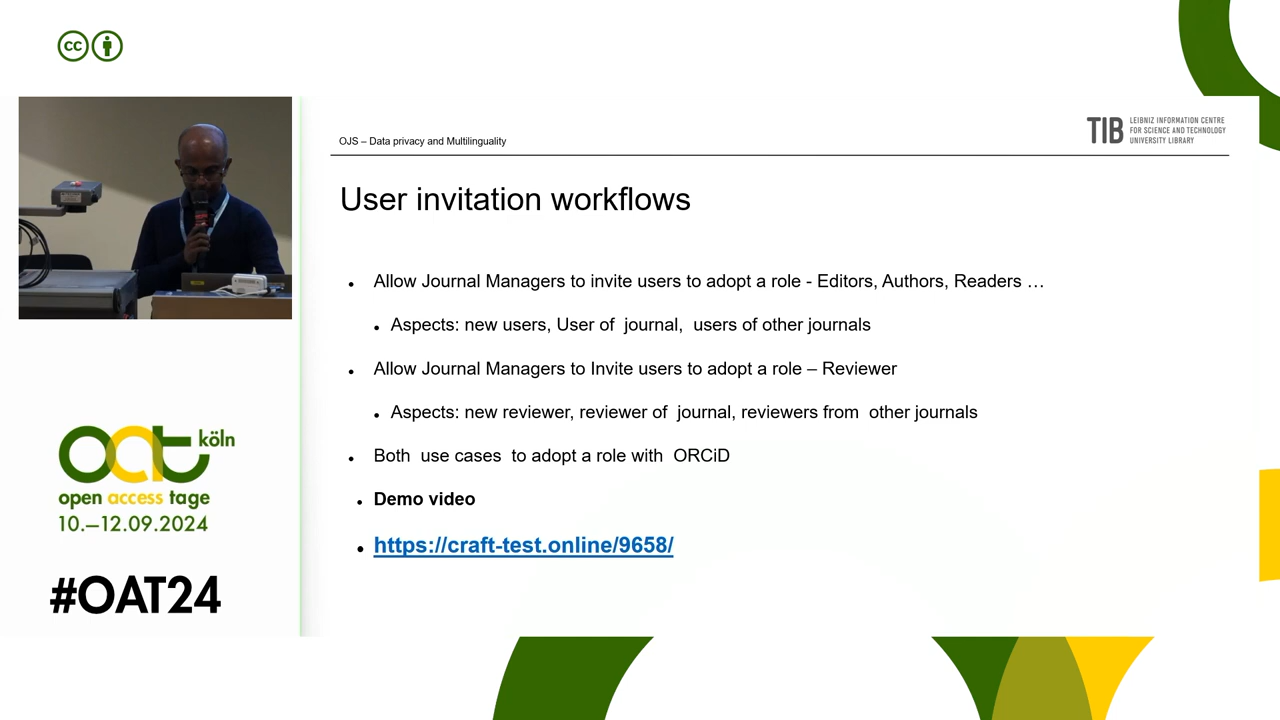 cc
OJS – Data privacy and Multilinguality
TIB
LEIBNIZ INFORMATION CENTRE
FOR SCIENCE AND TECHNOLOGY
UNIVERSITY LIBRARY
User invitation workflows
• Allow Journal Managers to invite users to adopt a role - Editors, Authors, Readers …
• Aspects: new users, User of journal, users of other journals
• Allow Journal Managers to Invite users to adopt a role – Reviewer
• Aspects: new reviewer, reviewer of journal, reviewers from other journals
• Both use cases to adopt a role with ORCiD
• Demo video
• https://craft-test.online/9658/
oat köln
open access tage
10.–12.09.2024
#OAT24